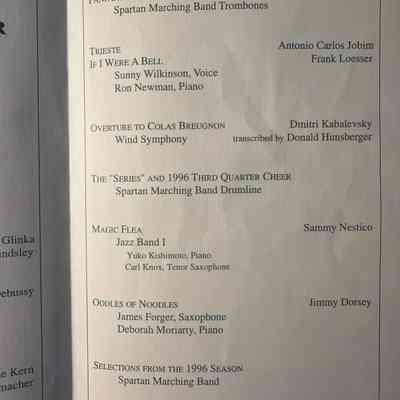 R
Glinka
ndsley
ebussy
e Kern
macher
Spartan Marching Band Trombones
TRIESTE Antonio Carlos Jobim
IF I WERE A BELL Frank Loesser
Sunny Wilkinson, Voice
Ron Newman, Piano
OVERTURE TO COLAS BREUGNON Dmitri Kabalevsky
Wind Symphony transcribed by Donald Hunsberger
THE "SERIES" AND 1996 THIRD QUARTER CHEER
Spartan Marching Band Drumline
MAGIC FLEA Sammy Nestico
Jazz Band I
Yuko Kishimoto, Piano
Carl Knox, Tenor Saxophone
OODLES OF NOODLES Jimmy Dorsey
James Forger, Saxophone
Deborah Moriarty, Piano
SELECTIONS FROM THE 1996 SEASON
Spartan Marching Band